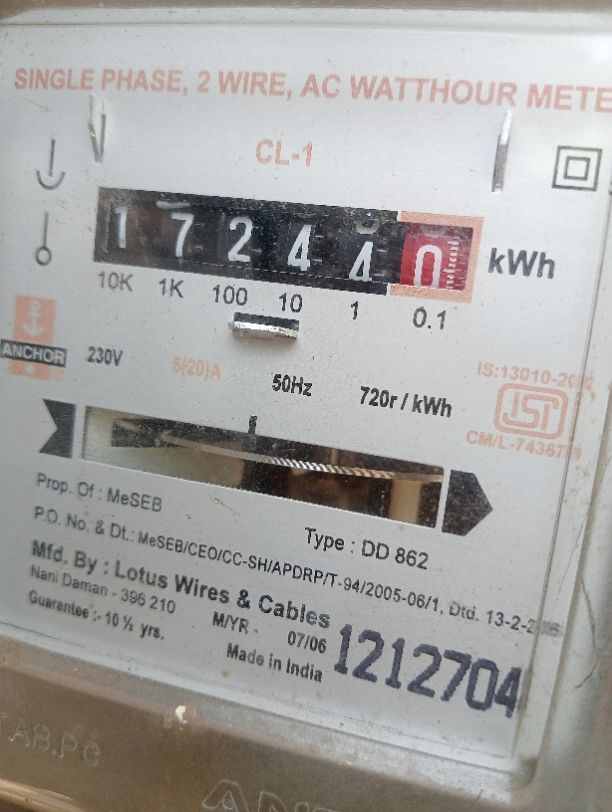 SINGLE PHASE, 2 WIRE, AC WATTHOUR METE
CL-1
1 7 2 4 4 0 kWh
10K 1K 100 10 1 0.1
ANCHOR 230V 5(20)A 50Hz 720r / kWh
IS:13010-2002
ISI
CM/L-7436
Prop. Of : MeSEB
Type : DD 862
P.O. No. & Dt.: MeSEB/CEO/CC-SH/APDRP/T-94/2005-06/1, Dtd. 13-2-2
Mfd. By : Lotus Wires & Cables
Nani Daman - 396 210
M/YR - 07/06
Guarantee :- 10 ½ yrs.
Made in India
1212704